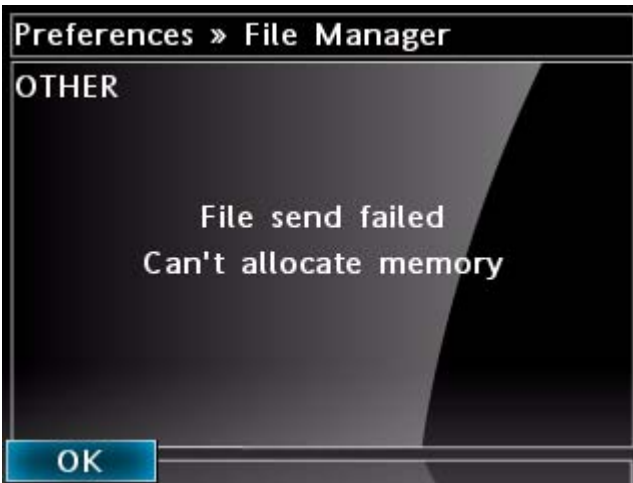 Preferences » File Manager
OTHER
File send failed
Can't allocate memory
OK